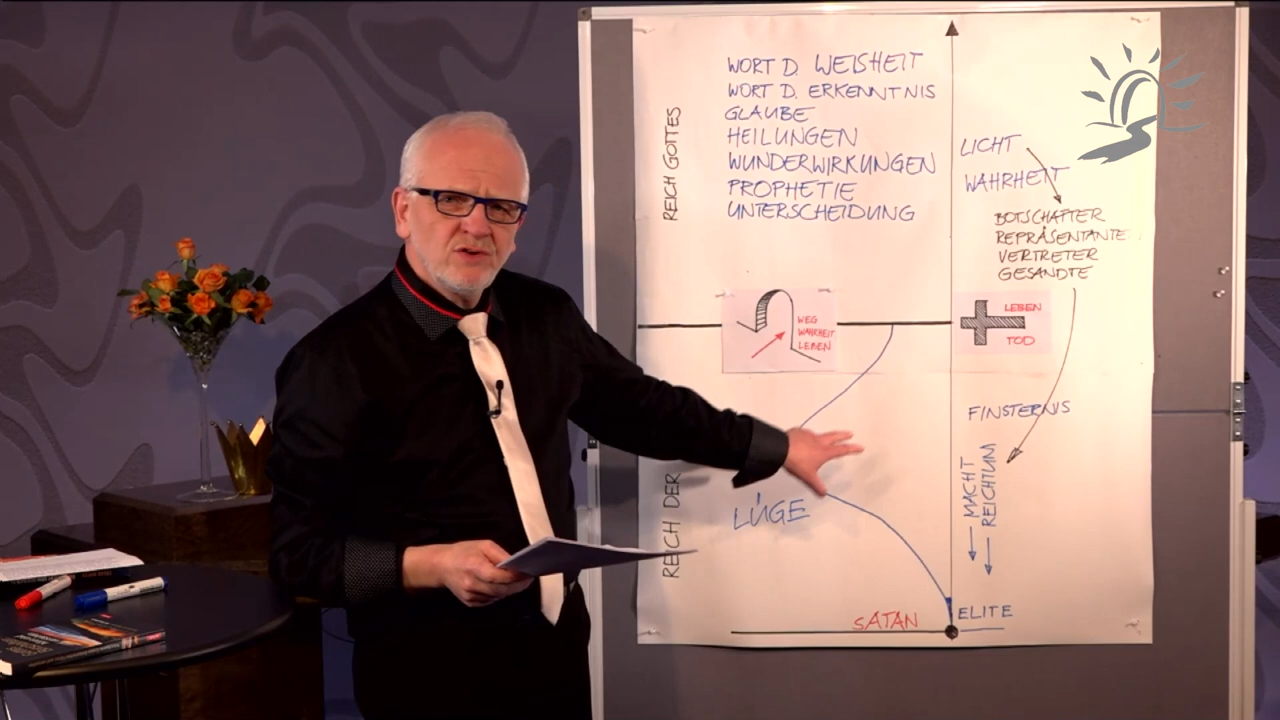 WORT D. WEISHEIT
WORT D. ERKENNTNIS
GLAUBE
HEILUNGEN
WUNDERWIRKUNGEN
PROPHETIE
UNTERSCHEIDUNG
REICH GOTTES
LICHT
WAHRHEIT
BOTSCHAFTER
REPRÄSENTANTE
VERTRETER
GESANDTE
WEG
WAHRHEIT
LEBEN
LEBEN
TOD
FINSTERNIS
MACHT
REICHTUM
REICH DER
LÜGE
SATAN
ELITE